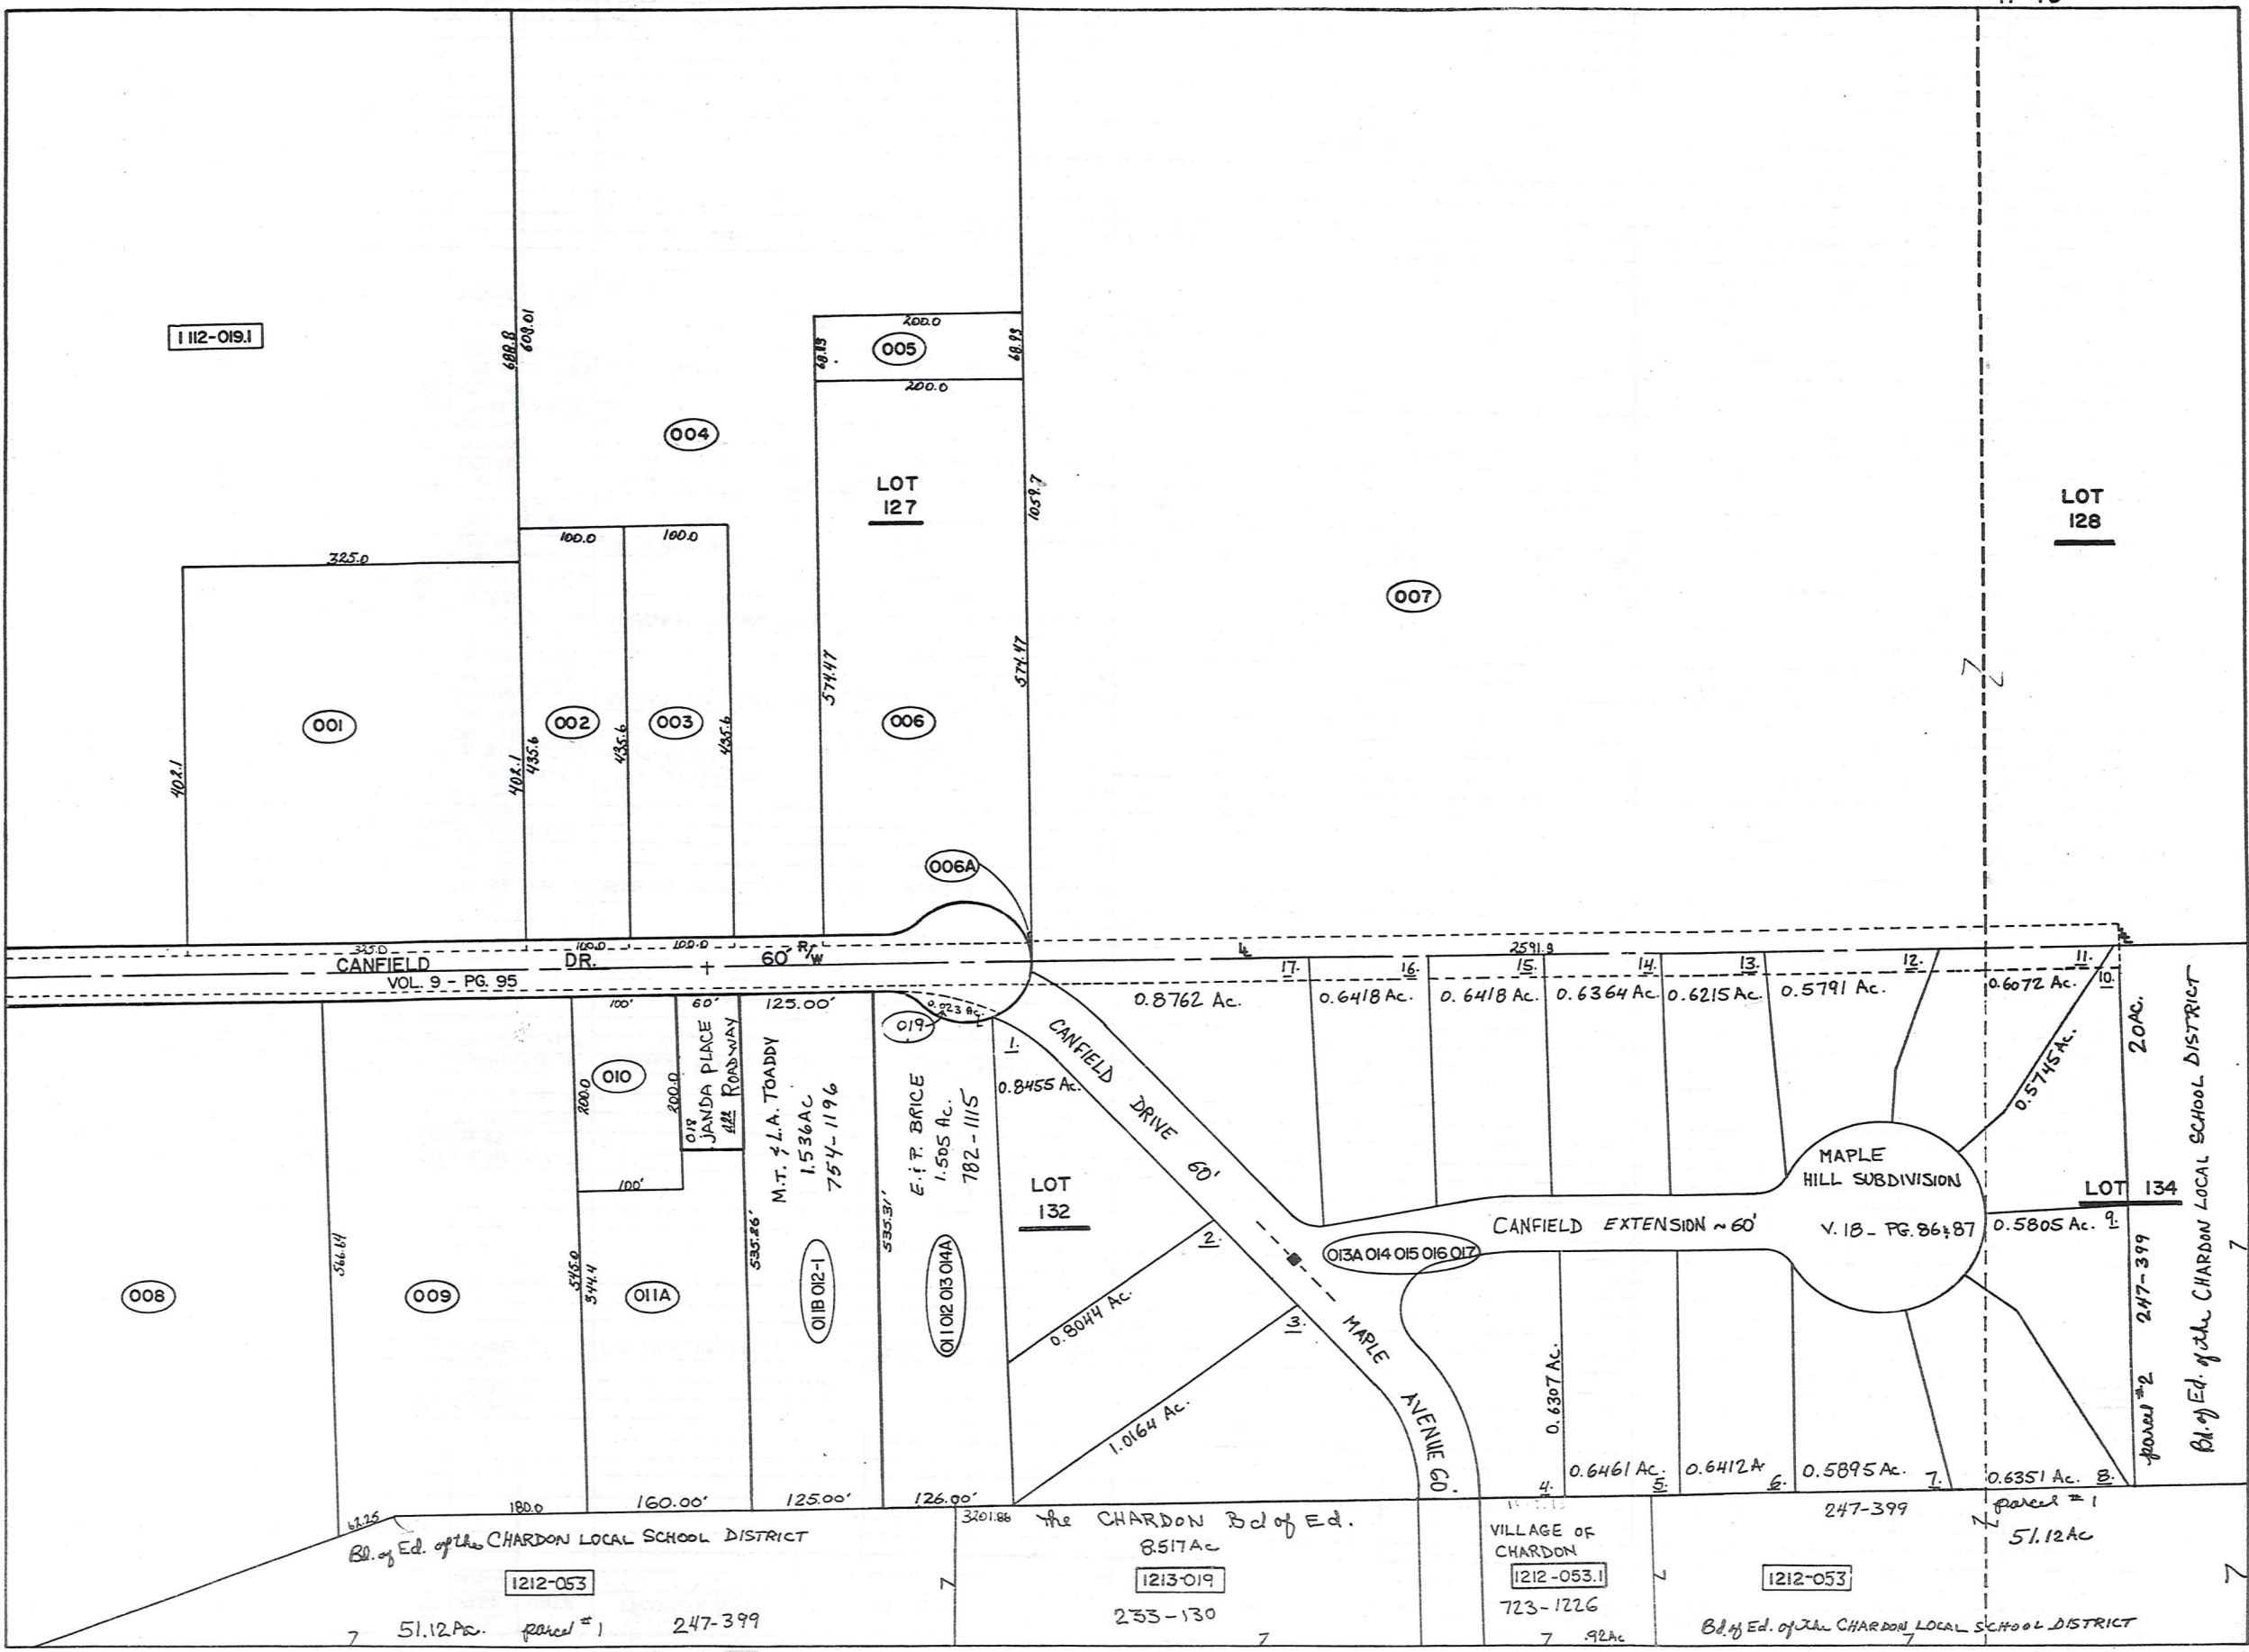 1112-019.1
688.8
608.01
200.0
005
68.93
68.93
200.0
004
LOT
127
1059.7
LOT
128
100.0
100.0
325.0
007
574.47
574.47
001
002
003
006
402.1
402.1
435.6
435.6
435.6
006A
325.0
100.0
100.0
R/W
CANFIELD DR. 60'
VOL. 9 - PG. 95
2591.9
17.
16.
15.
14.
13.
12.
11.
10.
0.8762 Ac.
0.6418 Ac.
0.6418 Ac.
0.6364 Ac.
0.6215 Ac.
0.5791 Ac.
0.6072 Ac.
0.5745 Ac.
20AC.
100'
60'
125.00'
.023 Ac.
019
010
200.0
200.0
018
JANDA PLACE
ROADWAY
M.T. & L.A. TOADDY
1.536AC
754-1196
E. & P. BRICE
1.505 Ac.
782-1115
1.
0.8455 Ac.
CANFIELD DRIVE 60'
LOT
132
100'
MAPLE
HILL SUBDIVISION
V. 18 - PG. 86 & 87
LOT 134
0.5805 Ac. 9.
CANFIELD EXTENSION ~ 60'
013A 014 015 016 017
2.
0.8044 Ac.
3.
1.0164 Ac.
MAPLE AVENUE 60'
566.64
545.0
544.4
535.86'
535.31'
008
009
011A
011B 012-1
011 012 013 014A
0.6307 Ac.
4.
0.6461 Ac.
5.
0.6412 A
6.
0.5895 Ac.
7.
0.6351 Ac.
8.
parcel #2 247-399
Bd. of Ed. of the CHARDON LOCAL SCHOOL DISTRICT
62.25
180.0
160.00'
125.00'
126.00'
Bd. of Ed. of the CHARDON LOCAL SCHOOL DISTRICT
1212-053
51.12 Ac. parcel #1 247-399
3201.86
the CHARDON Bd of Ed.
8.517 Ac
1213-019
233-130
VILLAGE OF
CHARDON
1212-053.1
723-1226
.92Ac
247-399
parcel #1
51.12 Ac
1212-053
Bd. of Ed. of the CHARDON LOCAL SCHOOL DISTRICT